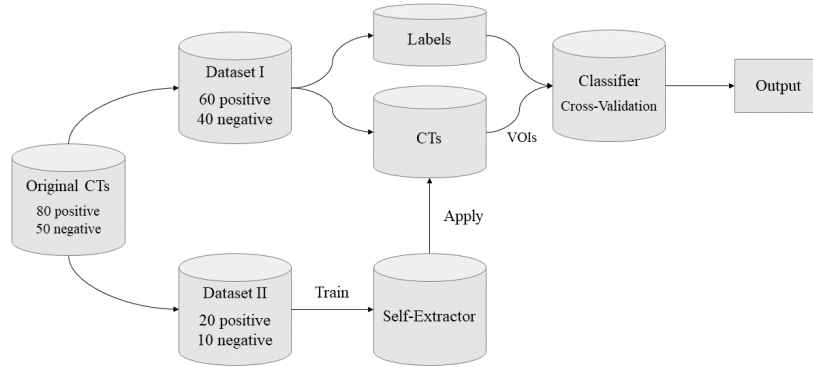 Original CTs
80 positive
50 negative
Dataset I
60 positive
40 negative
Dataset II
20 positive
10 negative
Train
Self-Extractor
Apply
Labels
CTs
VOIs
Classifier
Cross-Validation
Output